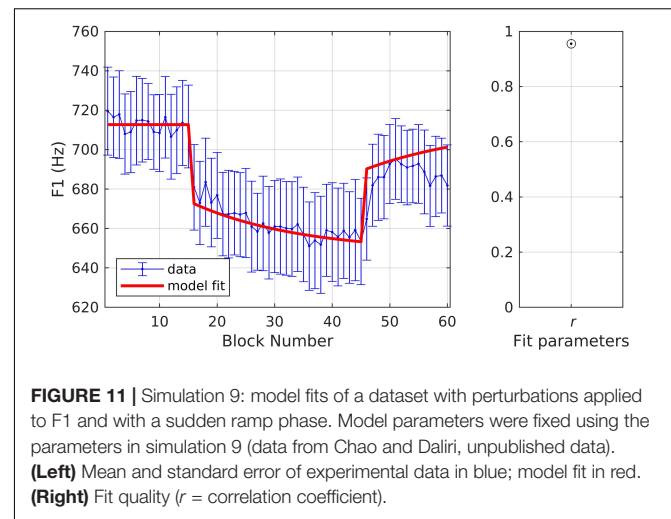 760
740
720
700
680
660
640
620
F1 (Hz)
data
model fit
10 20 30 40 50 60
Block Number
1
0.8
0.6
0.4
0.2
0
r
Fit parameters
FIGURE 11 | Simulation 9: model fits of a dataset with perturbations applied
to F1 and with a sudden ramp phase. Model parameters were fixed using the
parameters in simulation 9 (data from Chao and Daliri, unpublished data).
(Left) Mean and standard error of experimental data in blue; model fit in red.
(Right) Fit quality (r = correlation coefficient).